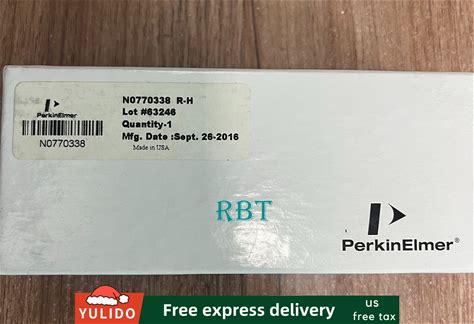 N0770338 R-H
Lot #63246
Quantity-1
Mfg. Date :Sept. 26-2016
Made in USA
PerkinElmer
N0770338
RBT
PerkinElmer®
YULIDO
Free express delivery
US
free tax